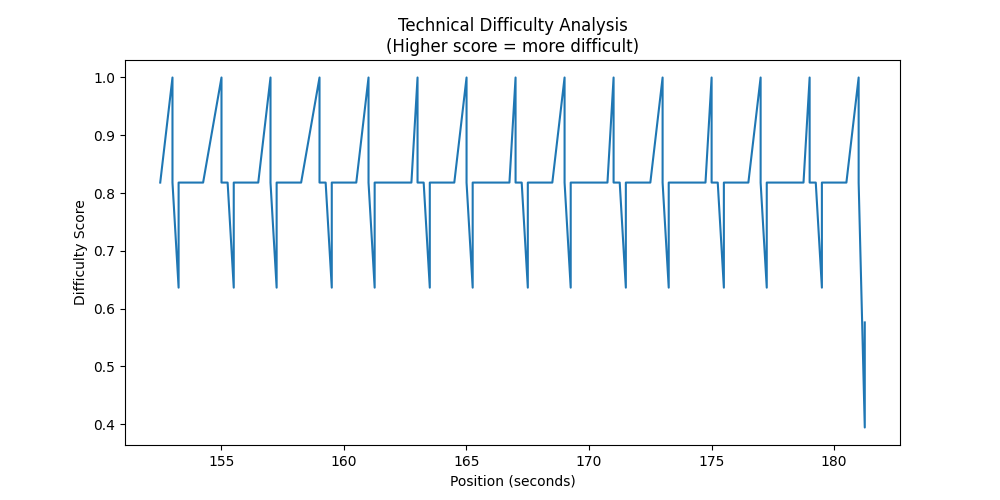 Technical Difficulty Analysis
(Higher score = more difficult)
Difficulty Score
1.0
0.9
0.8
0.7
0.6
0.5
0.4
155 160 165 170 175 180
Position (seconds)